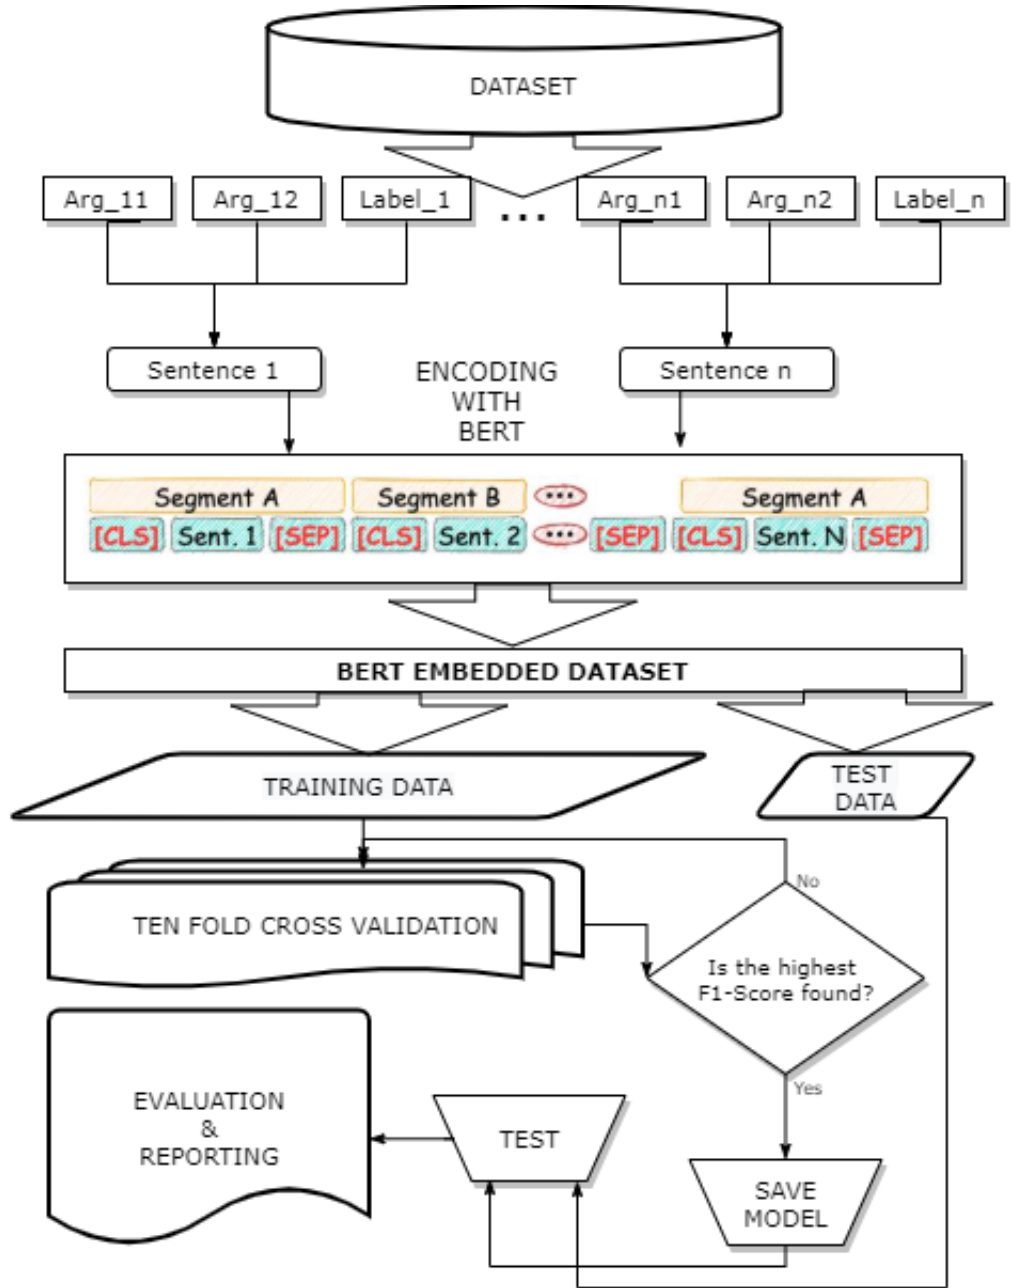 DATASET
Arg_11 Arg_12 Label_1 ... Arg_n1 Arg_n2 Label_n
Sentence 1
Sentence n
ENCODING
WITH
BERT
Segment A Segment B ... Segment A
[CLS] Sent. 1 [SEP] [CLS] Sent. 2 ... [SEP] [CLS] Sent. N [SEP]
BERT EMBEDDED DATASET
TRAINING DATA
TEST
DATA
TEN FOLD CROSS VALIDATION
No
Is the highest
F1-Score found?
Yes
EVALUATION
&
REPORTING
TEST
SAVE
MODEL